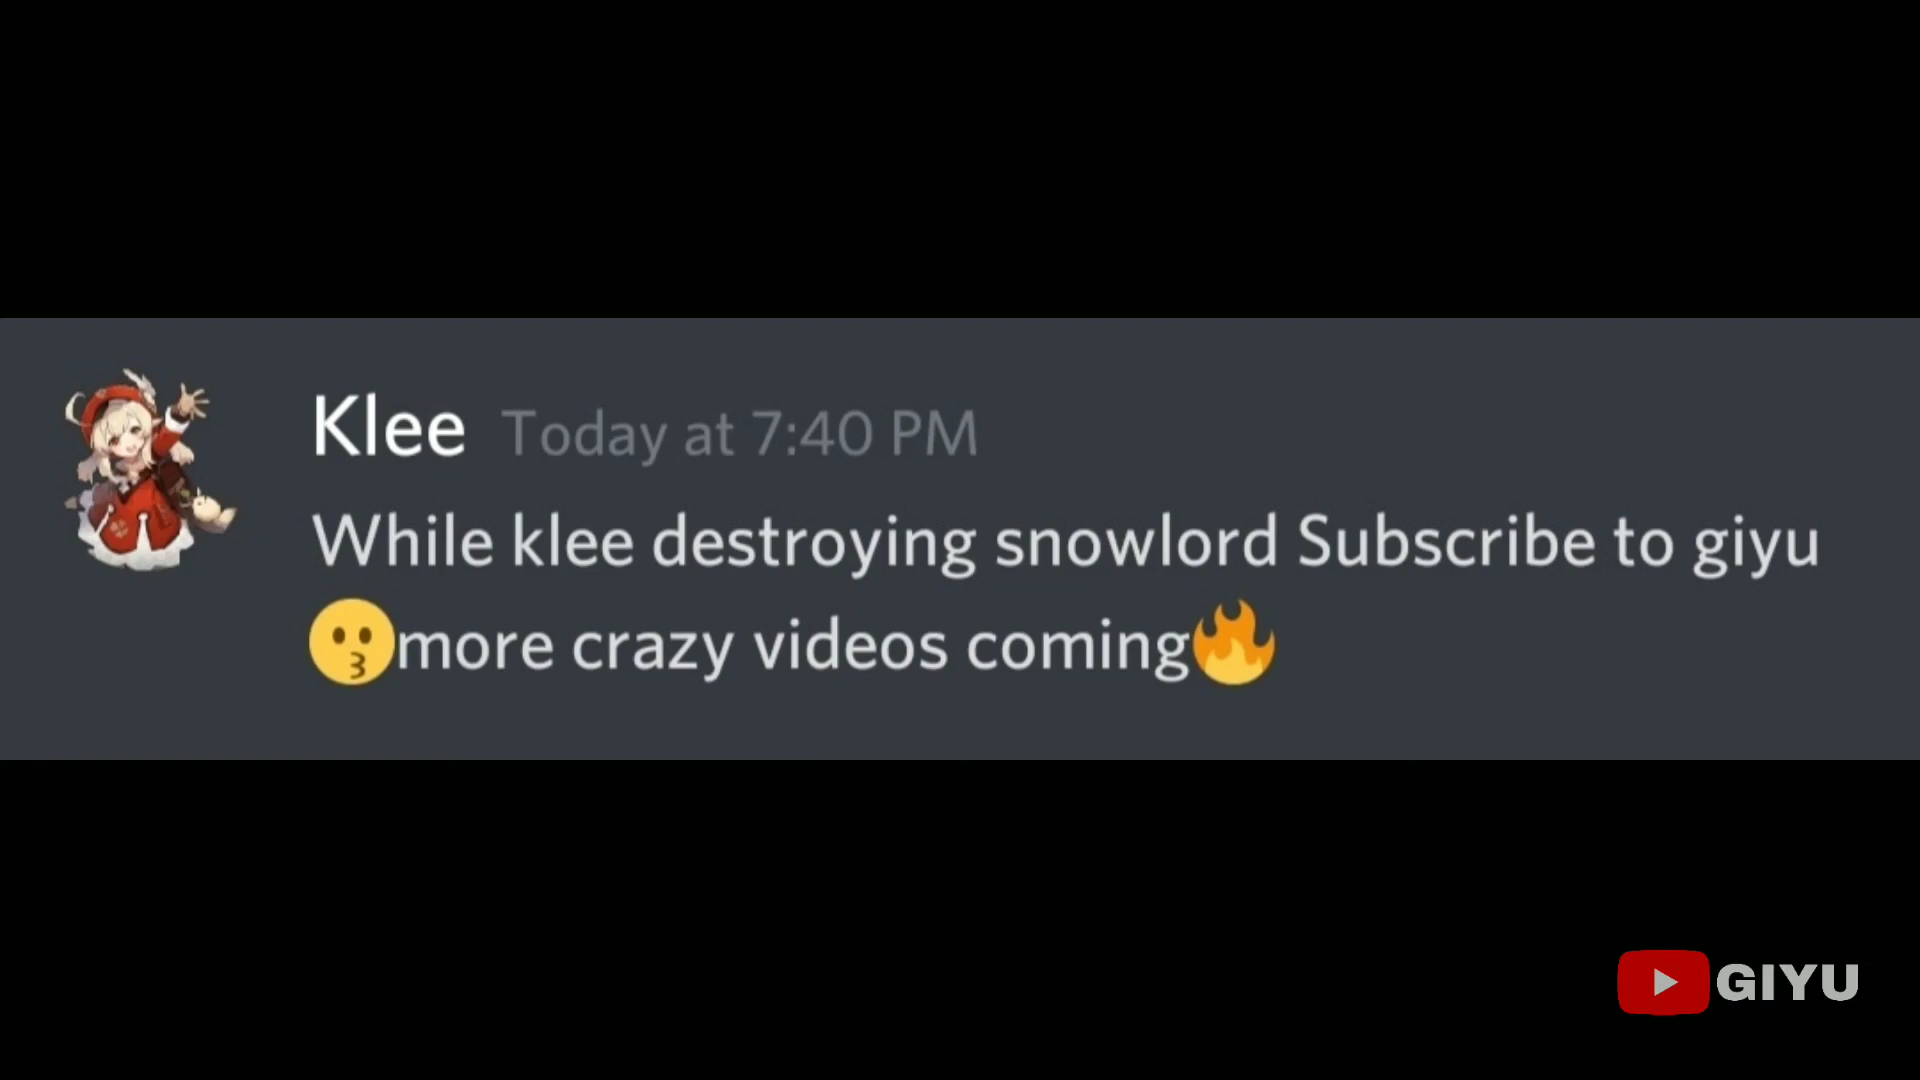 Klee Today at 7:40 PM
While klee destroying snowlord Subscribe to giyu
😗more crazy videos coming🔥
GIYU